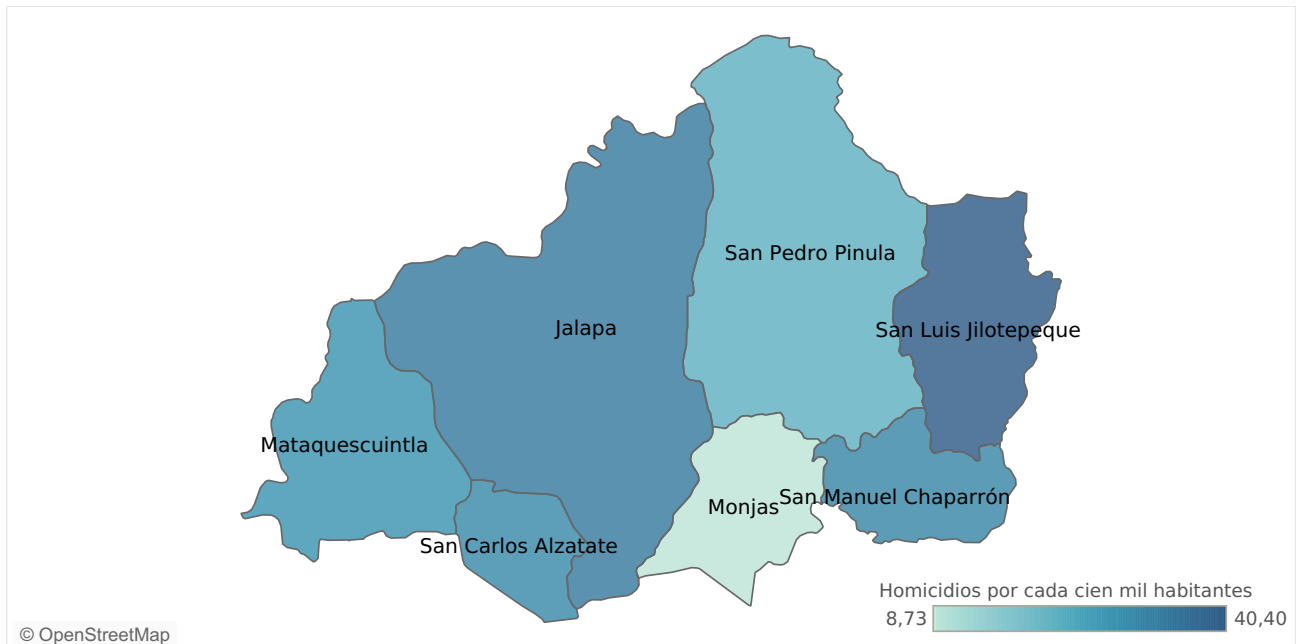 San Pedro Pinula
Jalapa
San Luis Jilotepeque
Mataquescuintla
Monjas
San Manuel Chaparrón
San Carlos Alzatate
Homicidios por cada cien mil habitantes
8,73
40,40
© OpenStreetMap